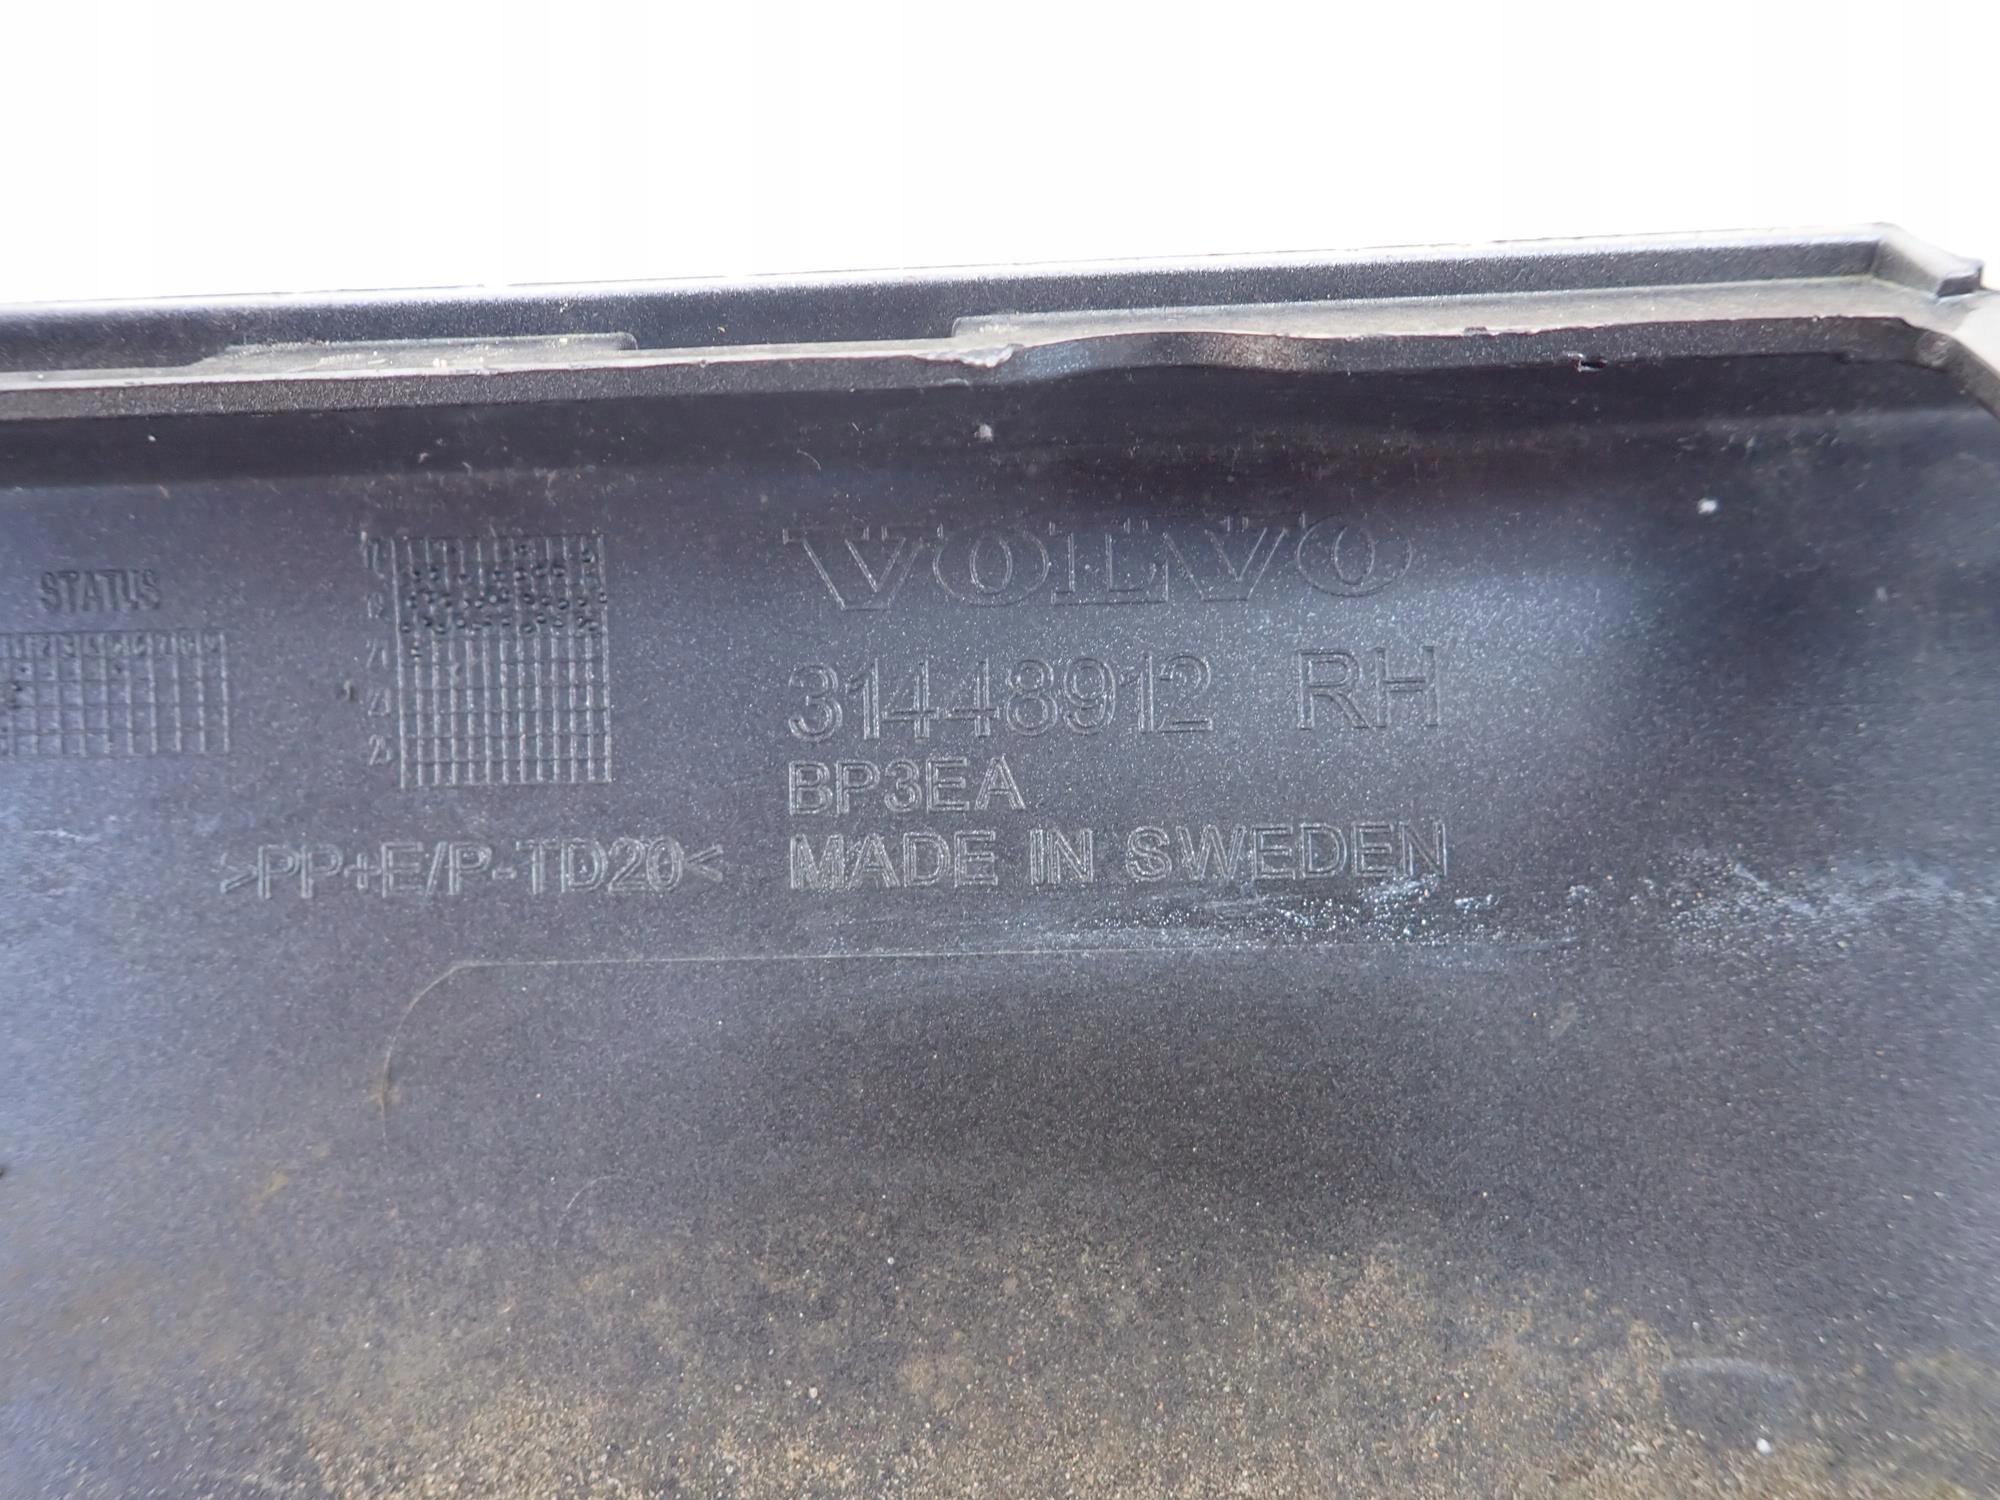 VOLVO
STATUS
31448912 RH
BP3EA
>PP+E/P-TD20<
MADE IN SWEDEN